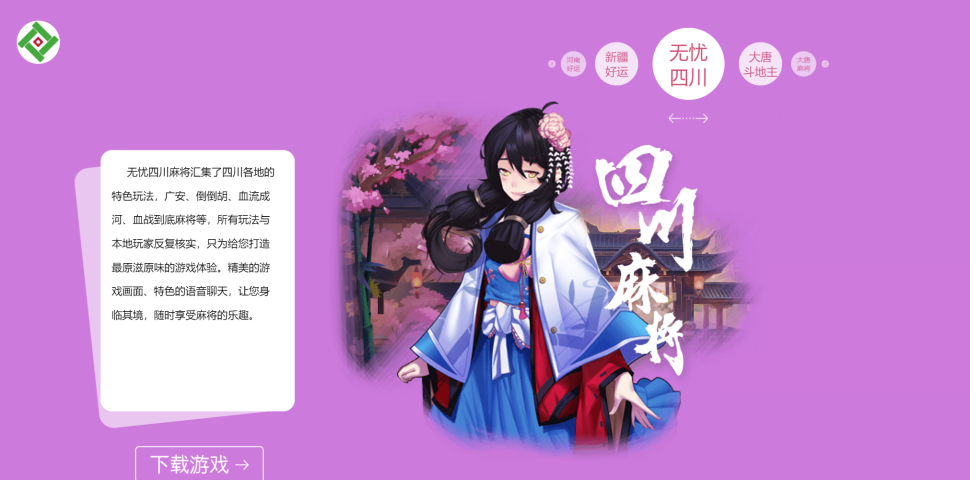 河南
好运
新疆
好运
无忧
四川
大唐
斗地主
大唐
麻将
四川麻将
无忧四川麻将汇集了四川各地的
特色玩法，广安、倒倒胡、血流成
河、血战到底麻将等，所有玩法与
本地玩家反复核实，只为给您打造
最原滋原味的游戏体验。精美的游
戏画面、特色的语音聊天，让您身
临其境，随时享受麻将的乐趣。
下载游戏→